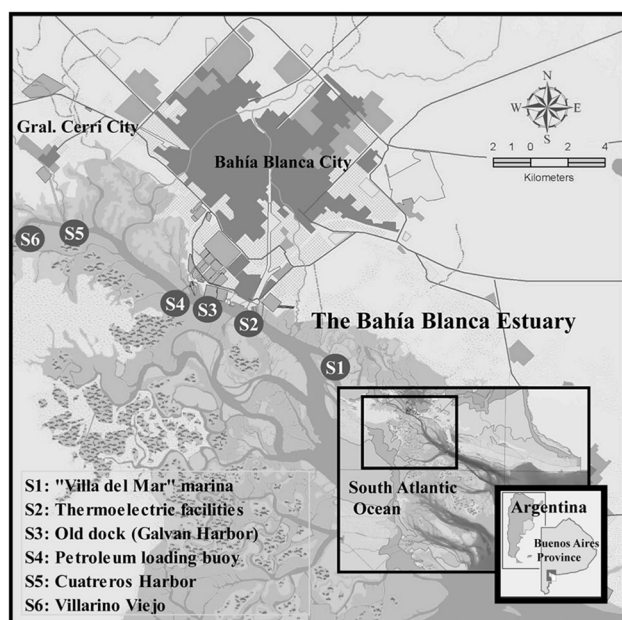 N
W E
S
2 1 0 2 4
Kilometers
Gral. Cerri City
Bahía Blanca City
S6
S5
S4
S3
S2
The Bahía Blanca Estuary
S1
South Atlantic
Ocean
Argentina
Buenos Aires
Province
S1: "Villa del Mar" marina
S2: Thermoelectric facilities
S3: Old dock (Galvan Harbor)
S4: Petroleum loading buoy
S5: Cuatreros Harbor
S6: Villarino Viejo